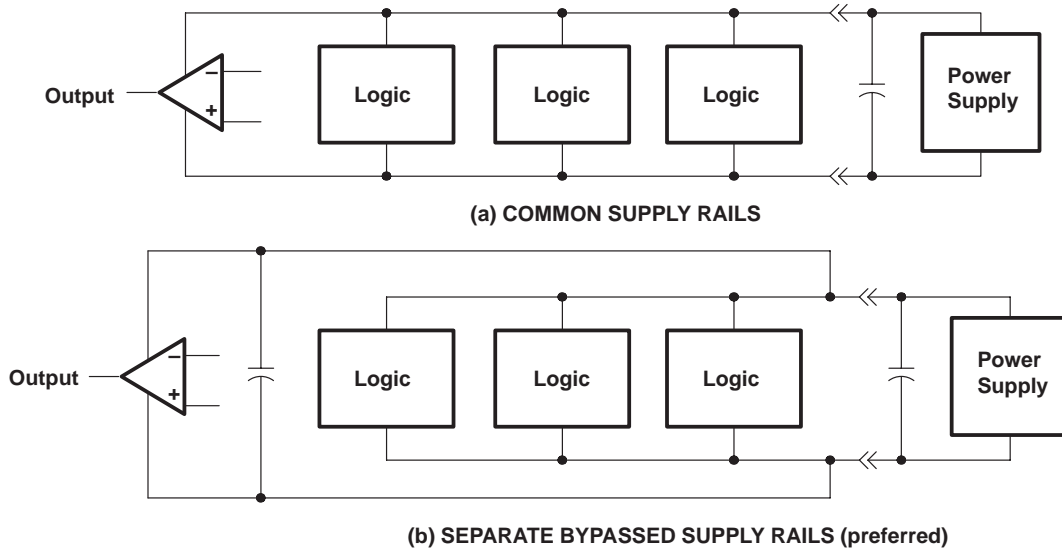 Output
−
+
Logic
Logic
Logic
Power
Supply
(a) COMMON SUPPLY RAILS
Output
−
+
Logic
Logic
Logic
Power
Supply
(b) SEPARATE BYPASSED SUPPLY RAILS (preferred)